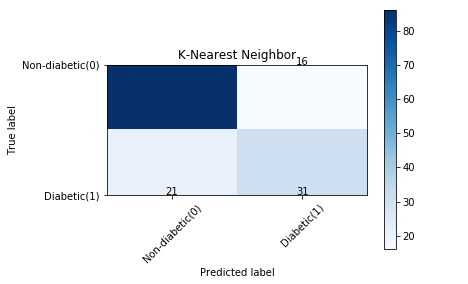 K-Nearest Neighbor
16
Non-diabetic(0)
Diabetic(1)
21
31
True label
Non-diabetic(0)
Diabetic(1)
Predicted label
80
70
60
50
40
30
20